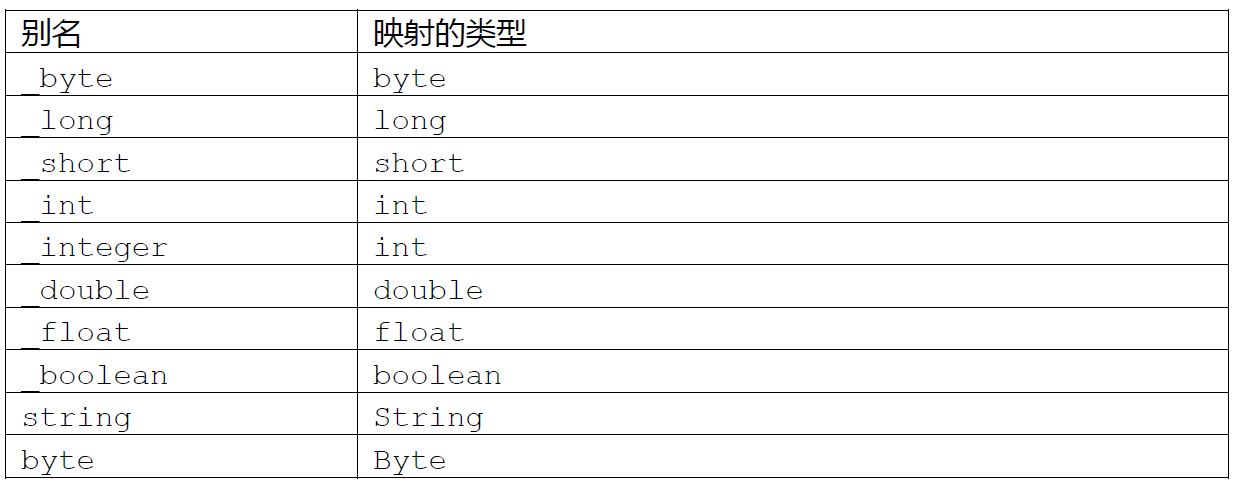 别名 映射的类型
_byte byte
_long long
_short short
_int int
_integer int
_double double
_float float
_boolean boolean
string String
byte Byte